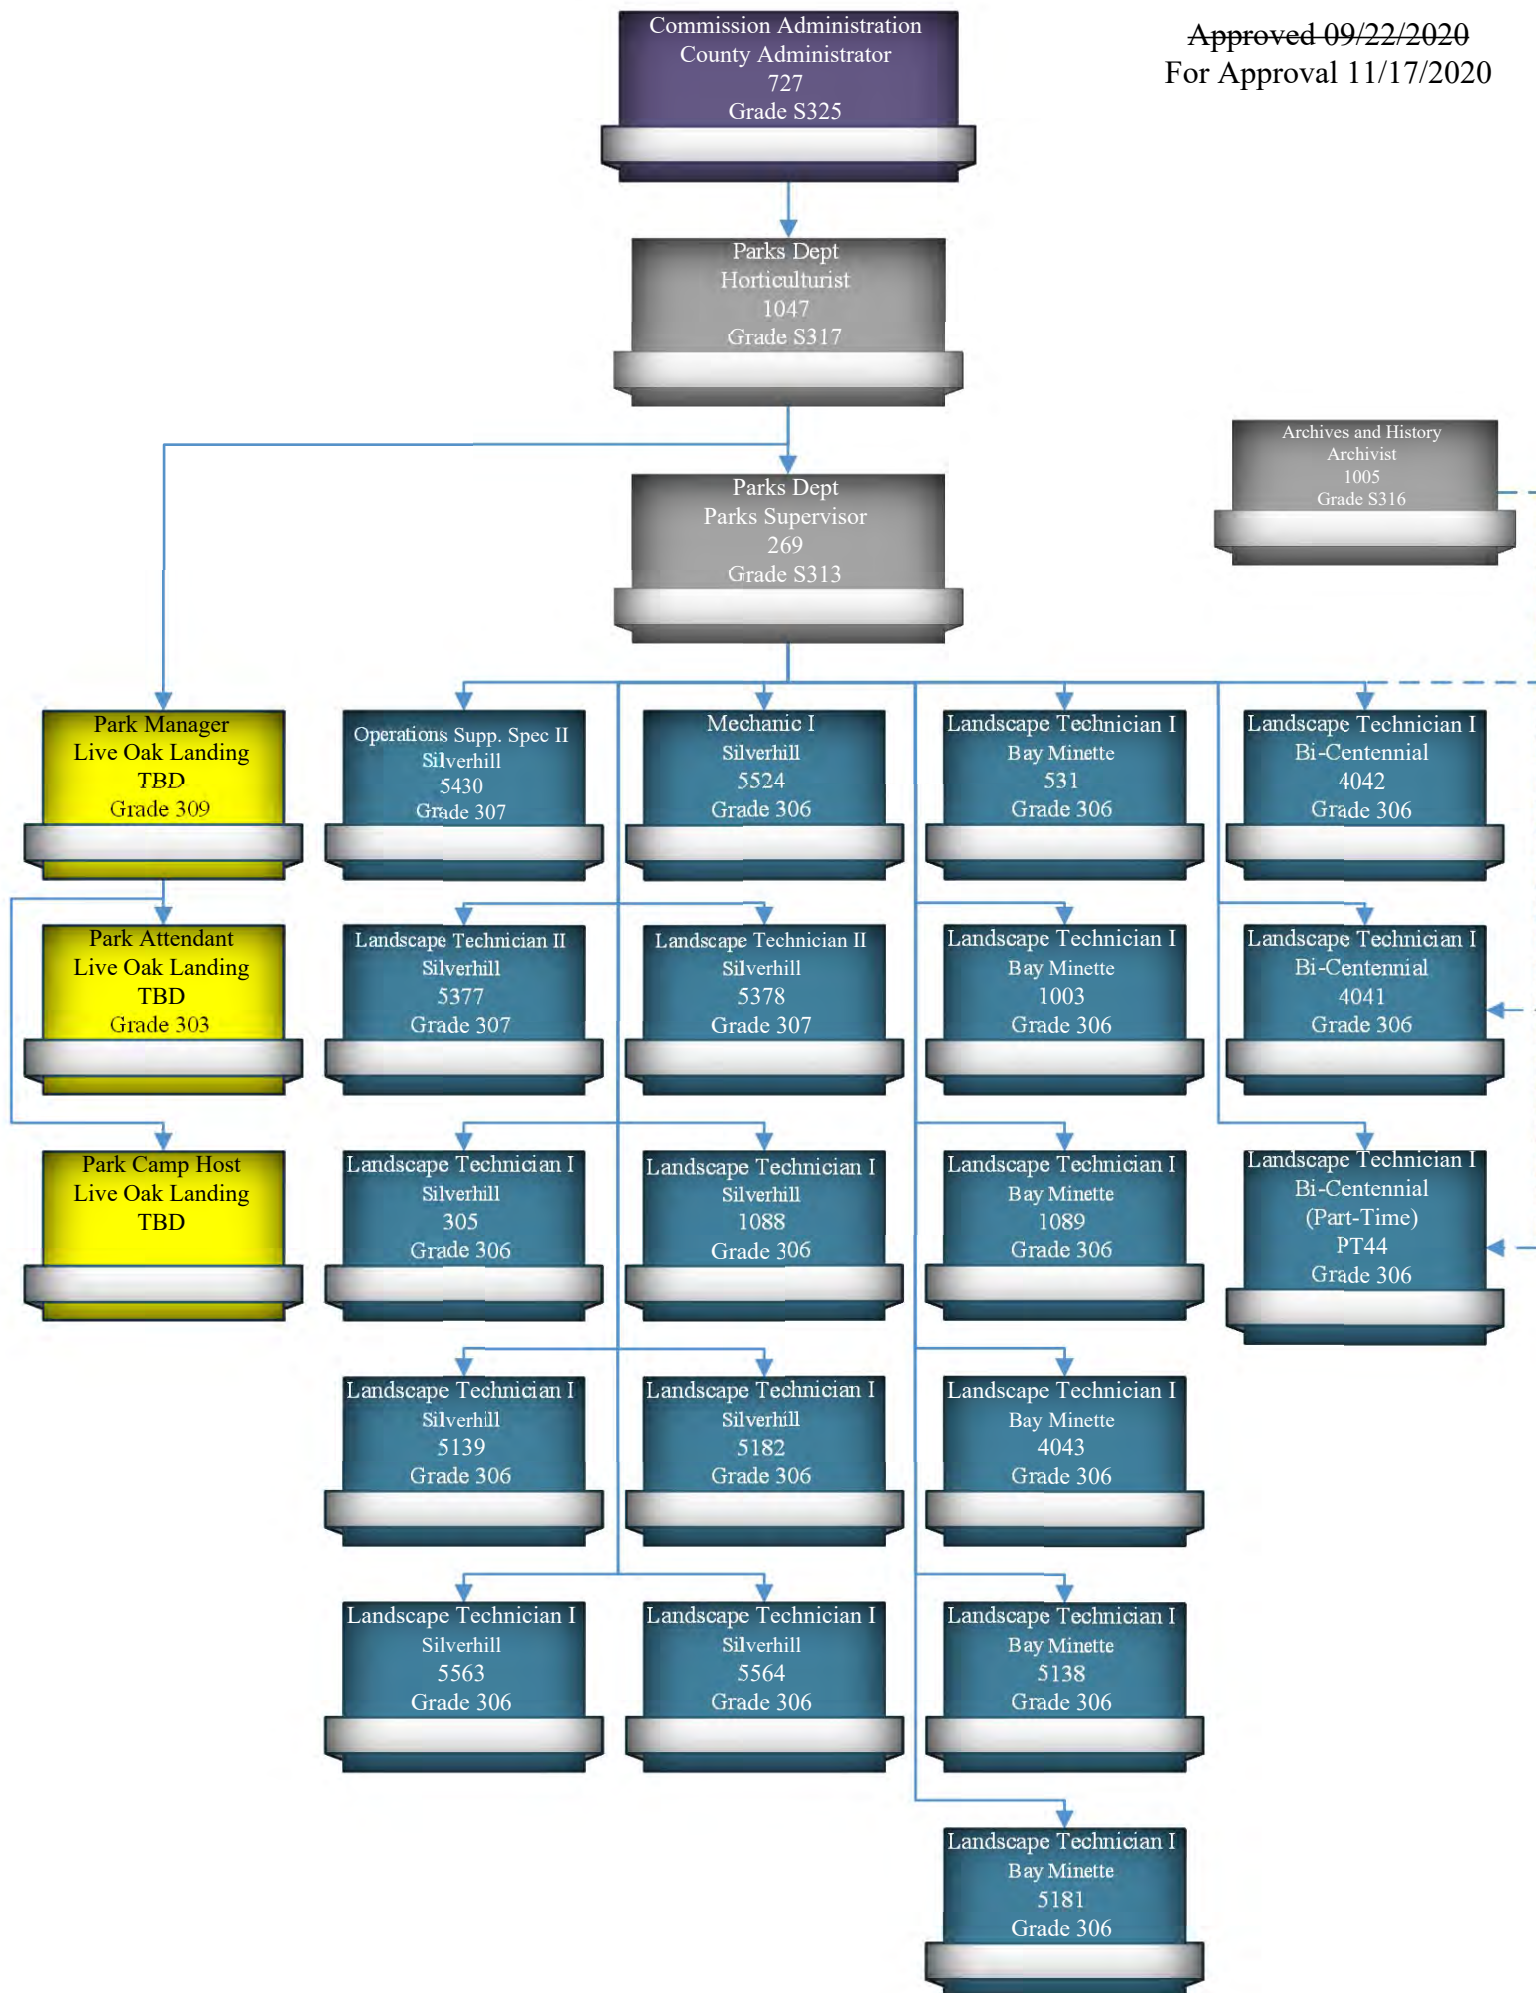 Commission Administration
County Administrator
727
Grade S325
Approved 09/22/2020
For Approval 11/17/2020
Parks Dept
Horticulturist
1047
Grade S317
Archives and History
Archivist
1005
Grade S316
Parks Dept
Parks Supervisor
269
Grade S313
Park Manager
Live Oak Landing
TBD
Grade 309
Operations Supp. Spec II
Silverhill
5430
Grade 307
Mechanic I
Silverhill
5524
Grade 306
Landscape Technician I
Bay Minette
531
Grade 306
Landscape Technician I
Bi-Centennial
4042
Grade 306
Park Attendant
Live Oak Landing
TBD
Grade 303
Landscape Technician II
Silverhill
5377
Grade 307
Landscape Technician II
Silverhill
5378
Grade 307
Landscape Technician I
Bay Minette
1003
Grade 306
Landscape Technician I
Bi-Centennial
4041
Grade 306
Park Camp Host
Live Oak Landing
TBD
Landscape Technician I
Silverhill
305
Grade 306
Landscape Technician I
Silverhill
1088
Grade 306
Landscape Technician I
Bay Minette
1089
Grade 306
Landscape Technician I
Bi-Centennial
(Part-Time)
PT44
Grade 306
Landscape Technician I
Silverhill
5139
Grade 306
Landscape Technician I
Silverhill
5182
Grade 306
Landscape Technician I
Bay Minette
4043
Grade 306
Landscape Technician I
Silverhill
5563
Grade 306
Landscape Technician I
Silverhill
5564
Grade 306
Landscape Technician I
Bay Minette
5138
Grade 306
Landscape Technician I
Bay Minette
5181
Grade 306